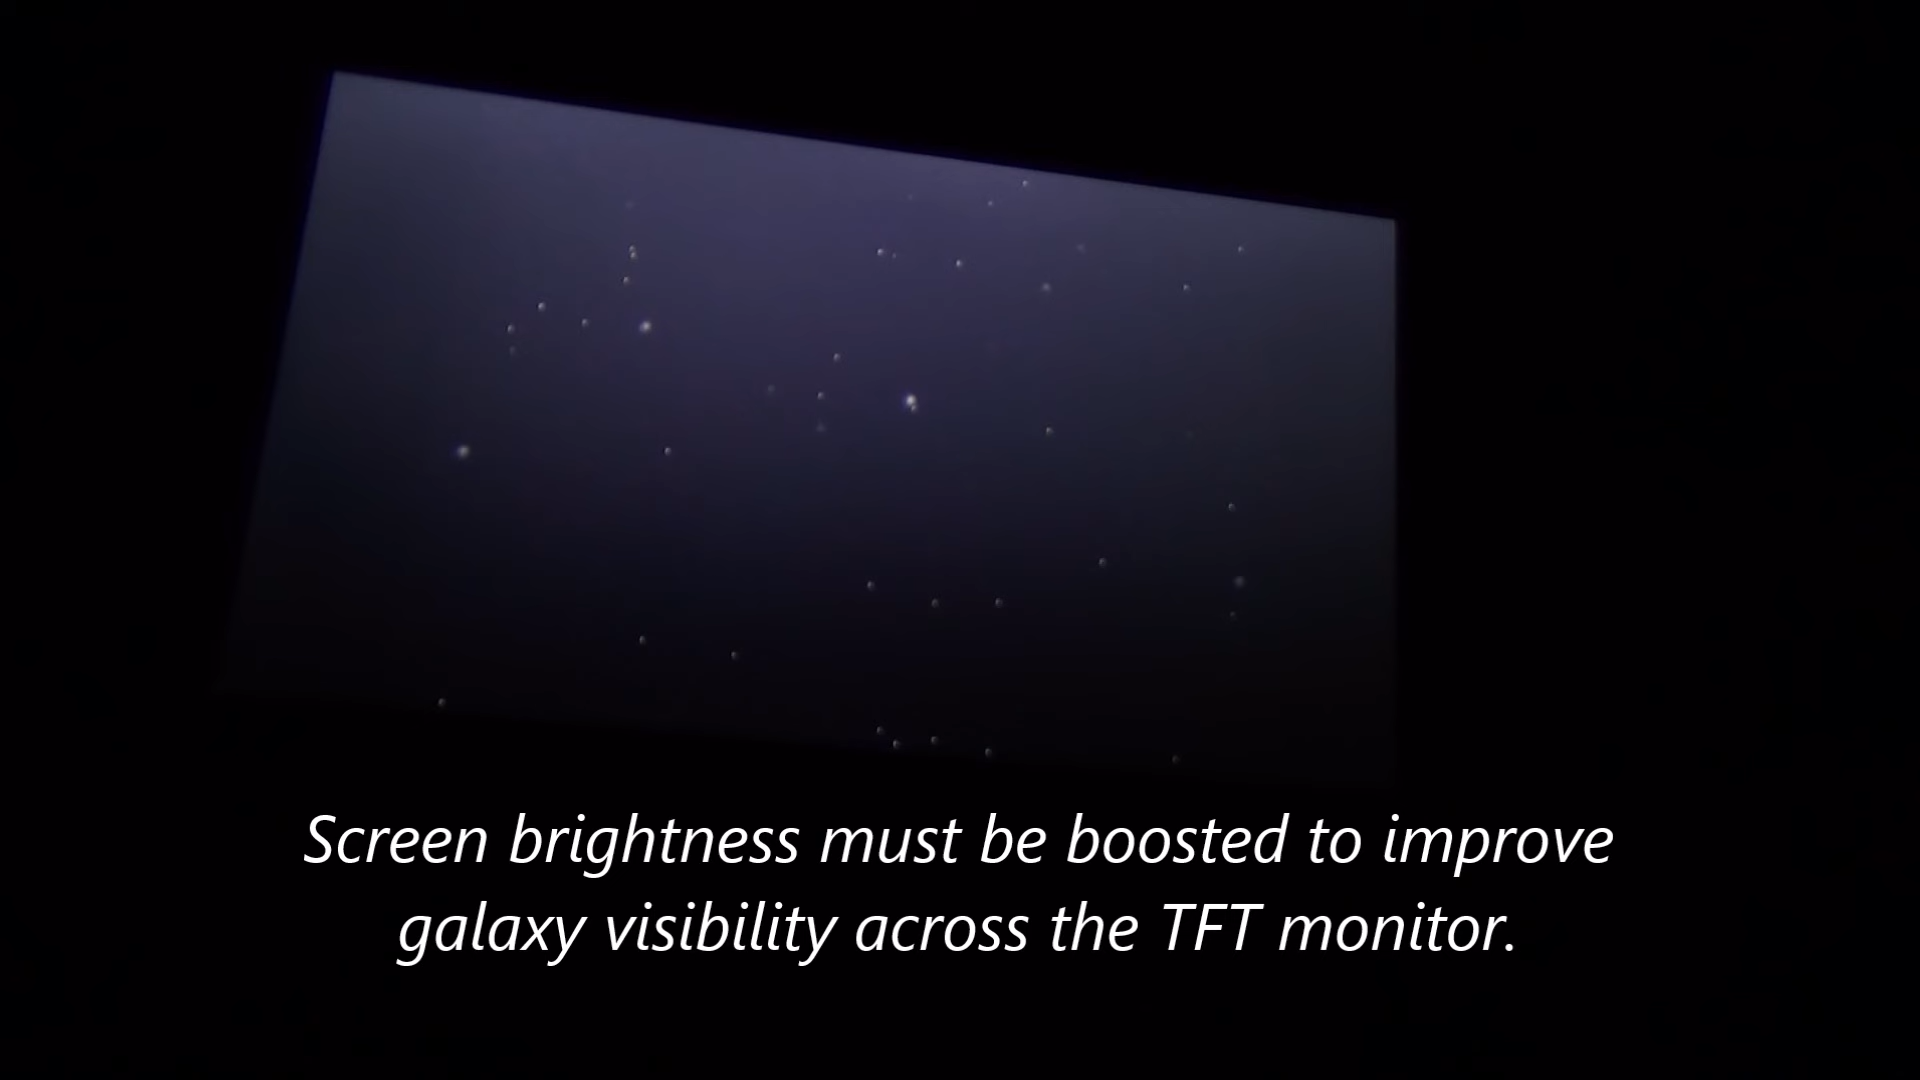 Screen brightness must be boosted to improve
galaxy visibility across the TFT monitor.